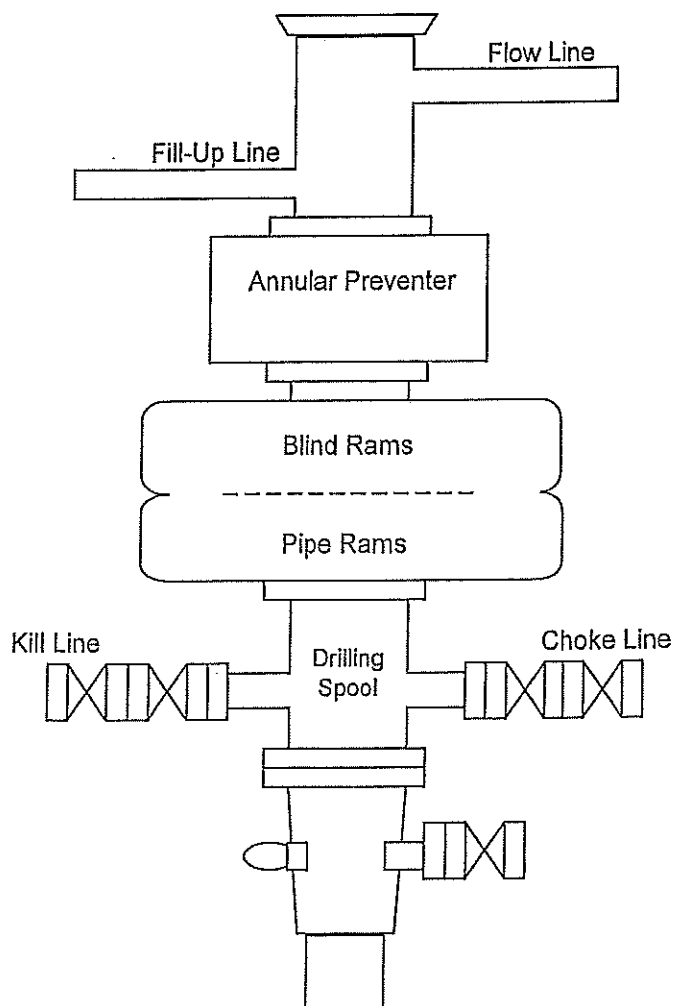 Flow Line
Fill-Up Line
Annular Preventer
Blind Rams
Pipe Rams
Kill Line
Choke Line
Drilling
Spool